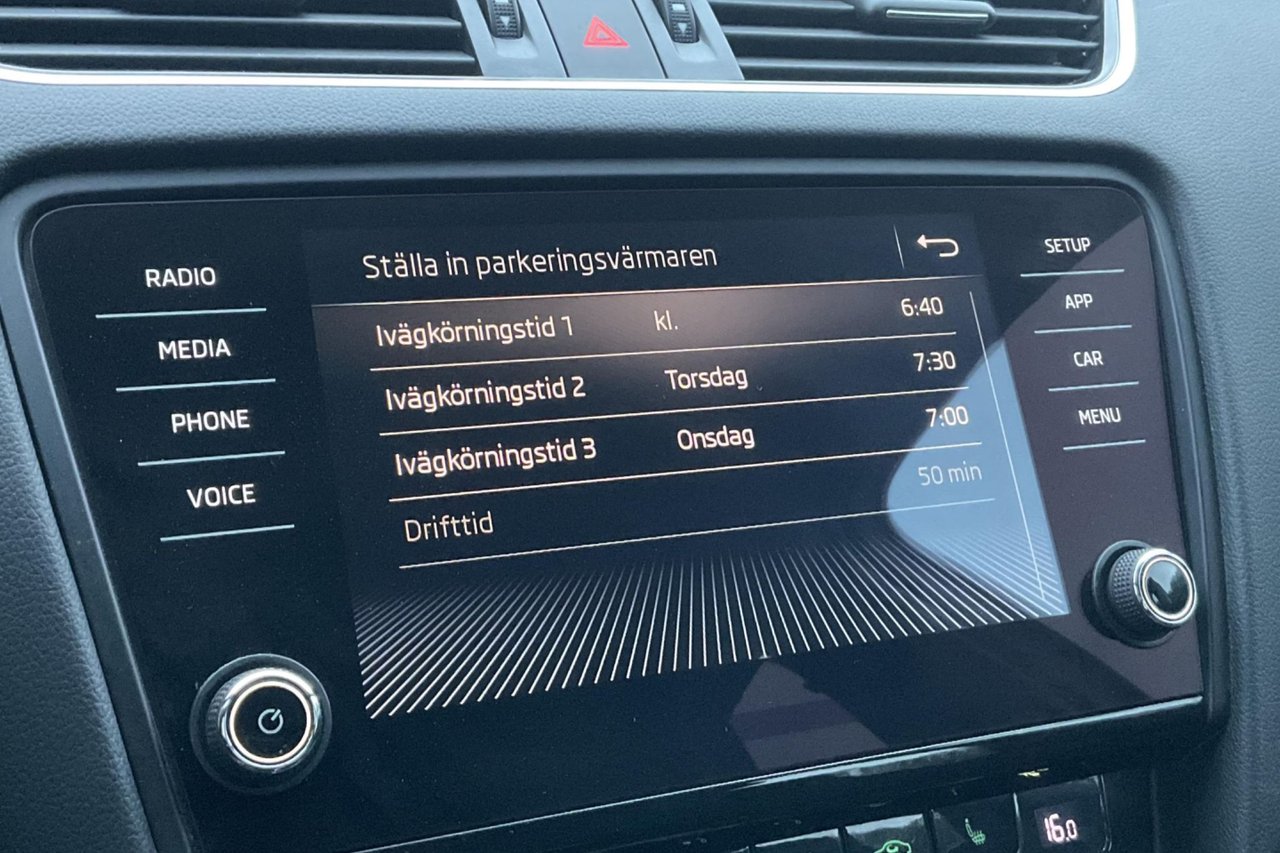 Ställa in parkeringsvärmaren
Ivägkörningstid 1 kl. 6:40
Ivägkörningstid 2 Torsdag 7:30
Ivägkörningstid 3 Onsdag 7:00
Drifttid 50 min
RADIO
MEDIA
PHONE
VOICE
SETUP
APP
CAR
MENU
16.0